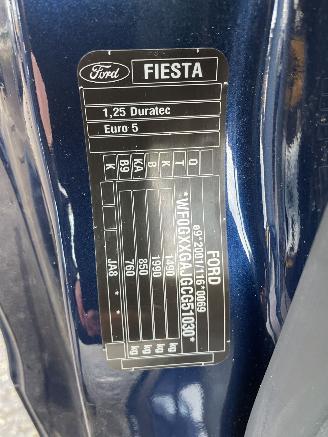 Ford
FIESTA
1,25 Duratec
Euro 5
FORD
e9*2001/116*0069
*WF0GXXGAJGCG51030*
1490 kg
1990 kg
850 kg
760 kg
O
T
K
B
KA
B9
K
JA8
*